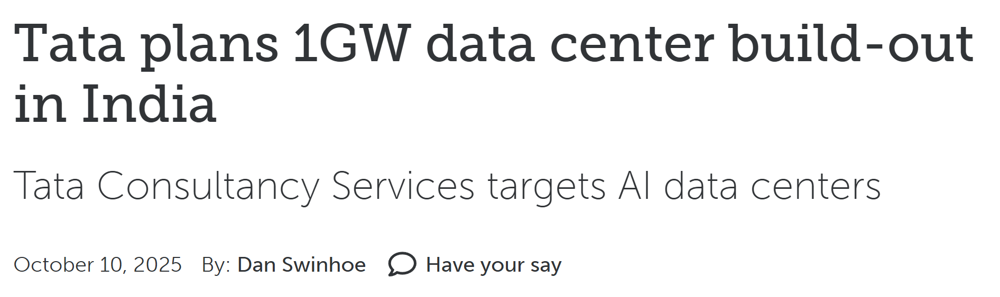 Tata plans 1GW data center build-out
in India
Tata Consultancy Services targets AI data centers
October 10, 2025 By: Dan Swinhoe Have your say